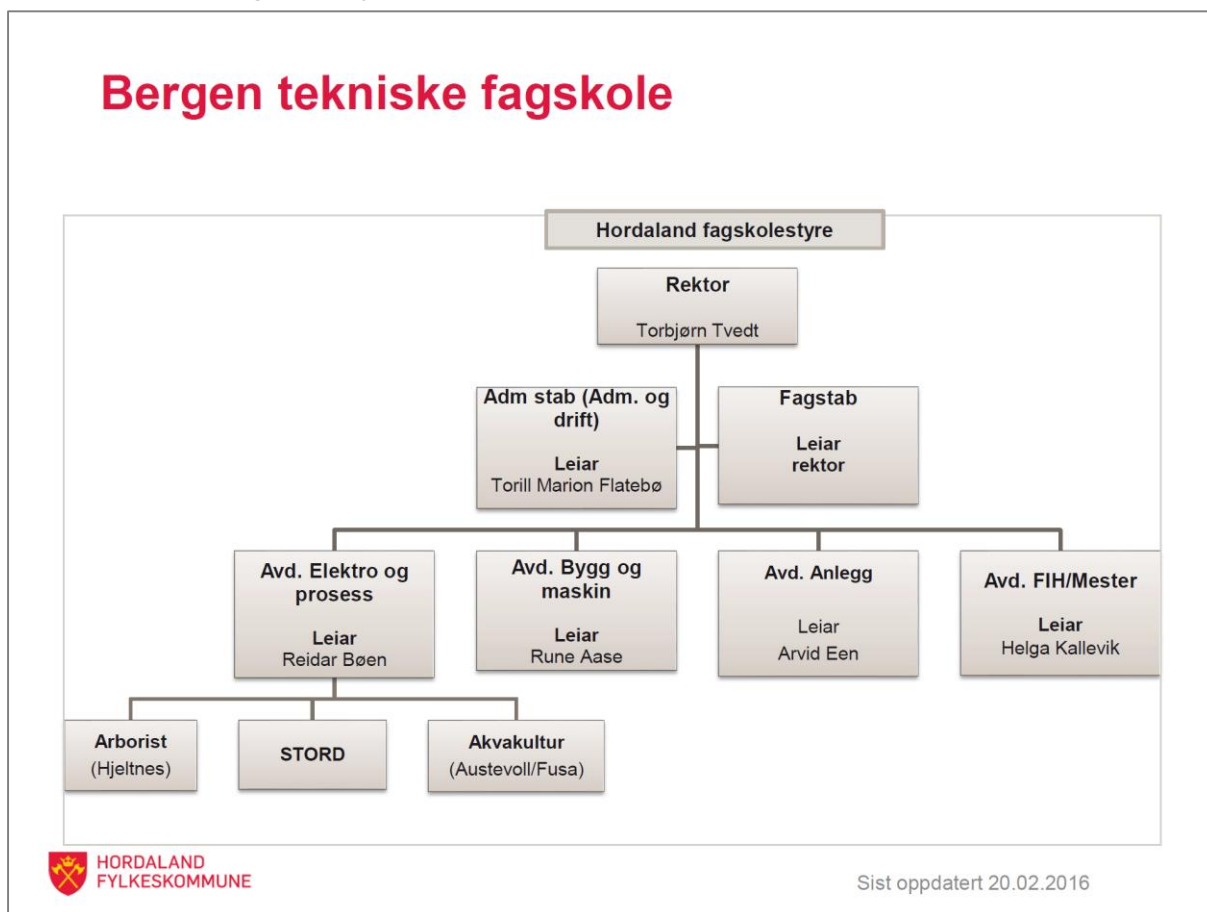 Bergen tekniske fagskole
Hordaland fagskolestyre
Rektor
Torbjørn Tvedt
Adm stab (Adm. og
drift)
Leiar
Torill Marion Flatebø
Fagstab
Leiar
rektor
Avd. Elektro og
prosess
Leiar
Reidar Bøen
Avd. Bygg og
maskin
Leiar
Rune Aase
Avd. Anlegg
Leiar
Arvid Een
Avd. FIH/Mester
Leiar
Helga Kallevik
Arborist
(Hjeltnes)
STORD
Akvakultur
(Austevoll/Fusa)
HORDALAND
FYLKESKOMMUNE
Sist oppdatert 20.02.2016